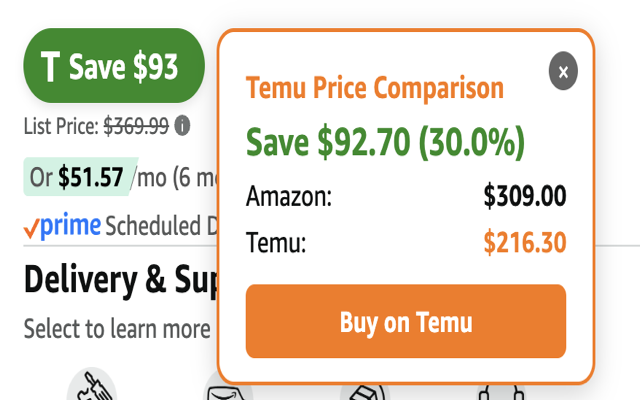 T Save $93
List Price: $369.99 i
Or $51.57/mo (6 m
prime Scheduled D
Delivery & Sup
Select to learn more
Temu Price Comparison
×
Save $92.70 (30.0%)
Amazon: $309.00
Temu: $216.30
Buy on Temu